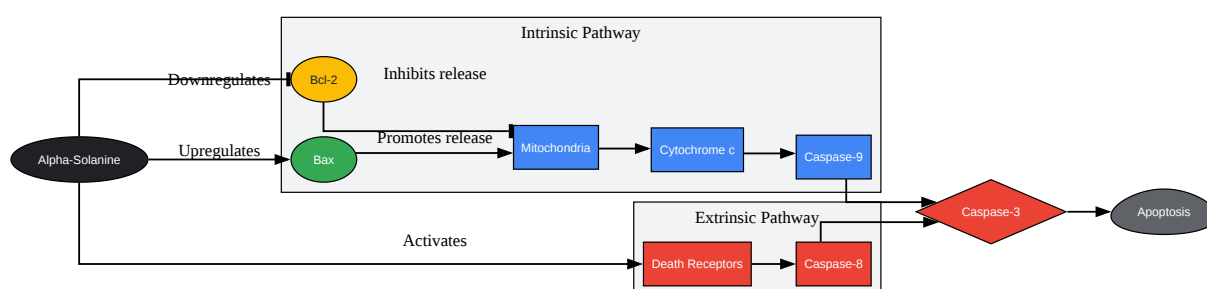 Intrinsic Pathway
Downregulates
Bcl-2
Inhibits release
Promotes release
Alpha-Solanine
Upregulates
Bax
Mitochondria
Cytochrome c
Caspase-9
Extrinsic Pathway
Caspase-3
Apoptosis
Activates
Death Receptors
Caspase-8